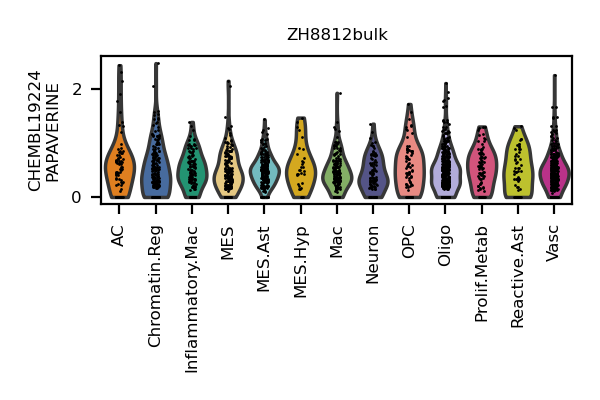 ZH8812bulk
CHEMBL19224
PAPAVERINE
2
0
AC
Chromatin.Reg
Inflammatory.Mac
MES
MES.Ast
MES.Hyp
Mac
Neuron
OPC
Oligo
Prolif.Metab
Reactive.Ast
Vasc